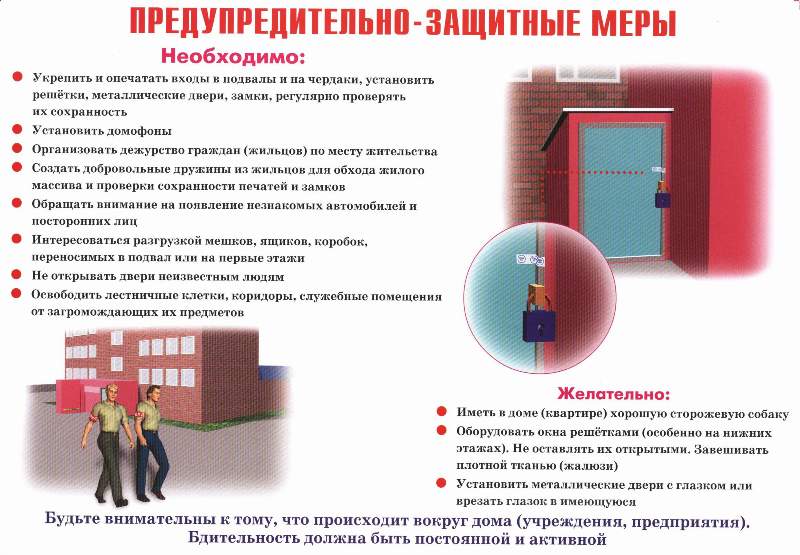 ПРЕДУПРЕДИТЕЛЬНО-ЗАЩИТНЫЕ МЕРЫ
Необходимо:
Укрепить и опечатать входы в подвалы и на чердаки, установить
решётки, металлические двери, замки, регулярно проверять
их сохранность
Установить домофоны
Организовать дежурство граждан (жильцов) по месту жительства
Создать добровольные дружины из жильцов для обхода жилого
массива и проверки сохранности печатей и замков
Обращать внимание на появление незнакомых автомобилей и
посторонних лиц
Интересоваться разгрузкой мешков, ящиков, коробок,
переносимых в подвал или на первые этажи
Не открывать двери неизвестным людям
Освободить лестничные клетки, коридоры, служебные помещения
от загромождающих их предметов
Желательно:
Иметь в доме (квартире) хорошую сторожевую собаку
Оборудовать окна решётками (особенно на нижних
этажах). Не оставлять их открытыми. Завешивать
плотной тканью (жалюзи)
Установить металлические двери с глазком или
врезать глазок в имеющуюся
Будьте внимательны к тому, что происходит вокруг дома (учреждения, предприятия).
Бдительность должна быть постоянной и активной